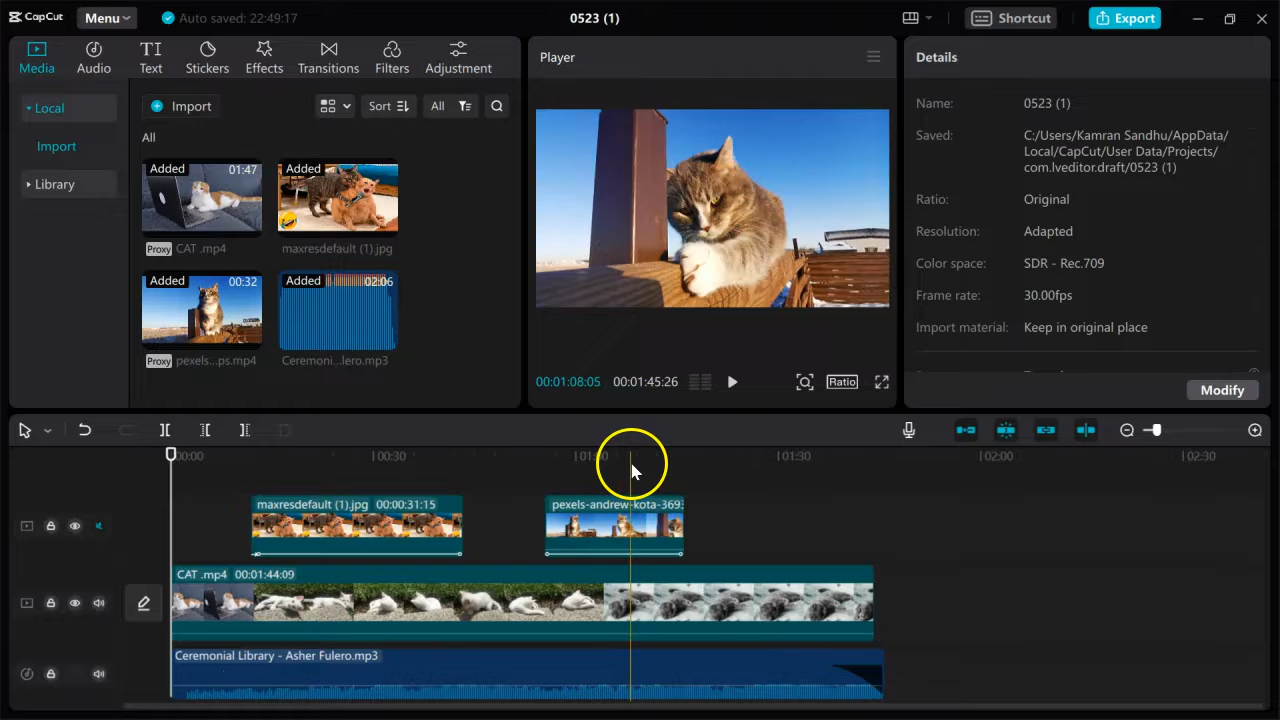 CapCut
Menu
Auto saved: 22:49:17
0523 (1)
Shortcut
Export
Media
Audio
Text
Stickers
Effects
Transitions
Filters
Adjustment
Local
Import
Library
Import
Sort
All
All
Added
01:47
Proxy
CAT .mp4
Added
maxresdefault (1).jpg
Added
00:32
Proxy
pexels...ps.mp4
Added
02:06
Ceremoni...lero.mp3
Player
00:01:08:05
00:01:45:26
Ratio
Details
Name:
0523 (1)
Saved:
C:/Users/Kamran Sandhu/AppData/
Local/CapCut/User Data/Projects/
com.lveditor.draft/0523 (1)
Ratio:
Original
Resolution:
Adapted
Color space:
SDR - Rec.709
Frame rate:
30.00fps
Import material:
Keep in original place
Modify
00:00
00:30
01:30
02:00
02:30
maxresdefault (1).jpg 00:00:31:15
pexels-andrew-kota-3693
CAT .mp4 00:01:44:09
Ceremonial Library - Asher Fulero.mp3